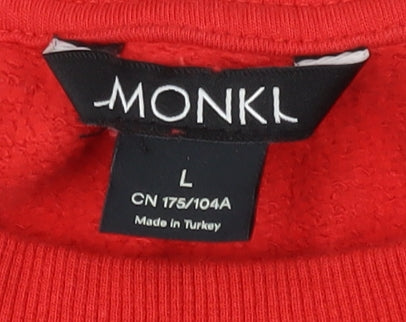 MONKI
L
CN 175/104A
Made in Turkey